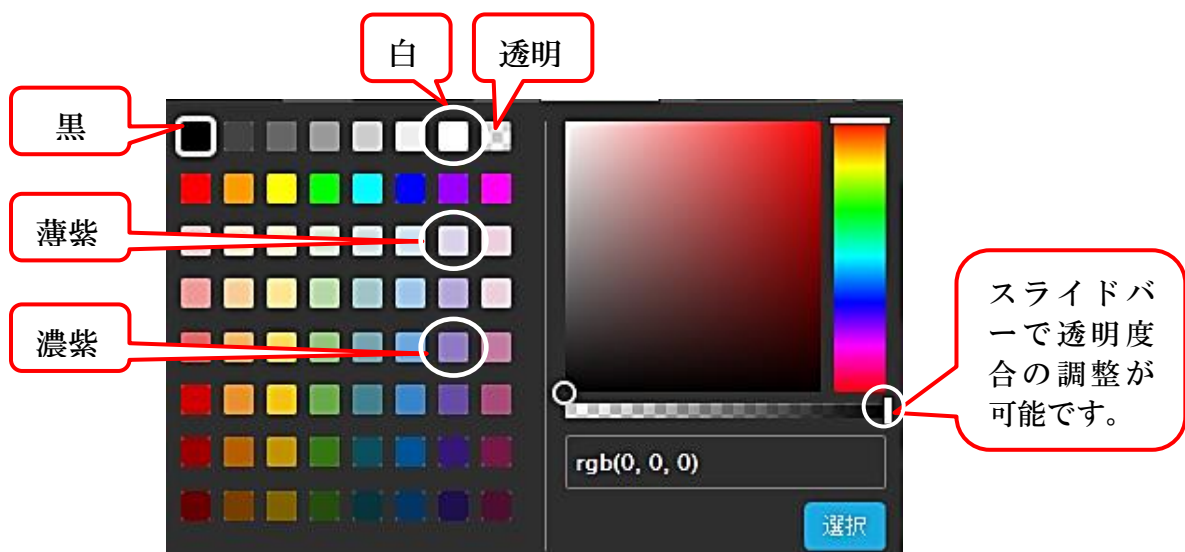 白
透明
黒
薄紫
濃紫
スライドバ
ーで透明度
合の調整が
可能です。
rgb(0, 0, 0)
選択